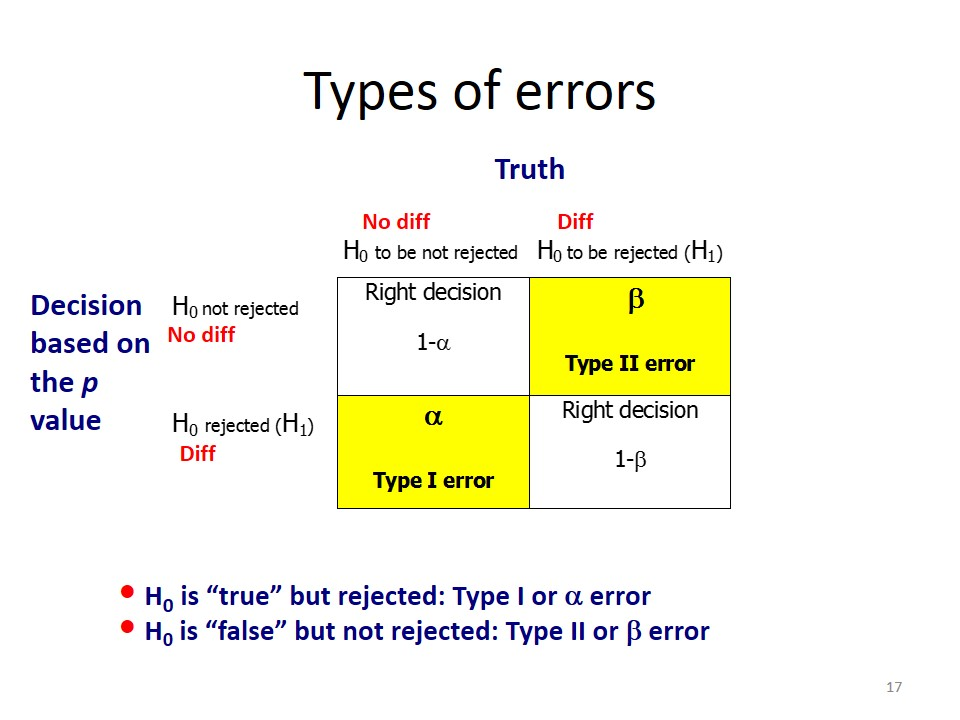 Types of errors
Truth
No diff
Diff
H₀ to be not rejected
H₀ to be rejected (H₁)
Decision
based on
the p
value
H₀ not rejected
No diff
Right decision
1-α
β
Type II error
H₀ rejected (H₁)
Diff
α
Type I error
Right decision
1-β
• H₀ is “true” but rejected: Type I or α error
• H₀ is “false” but not rejected: Type II or β error
17